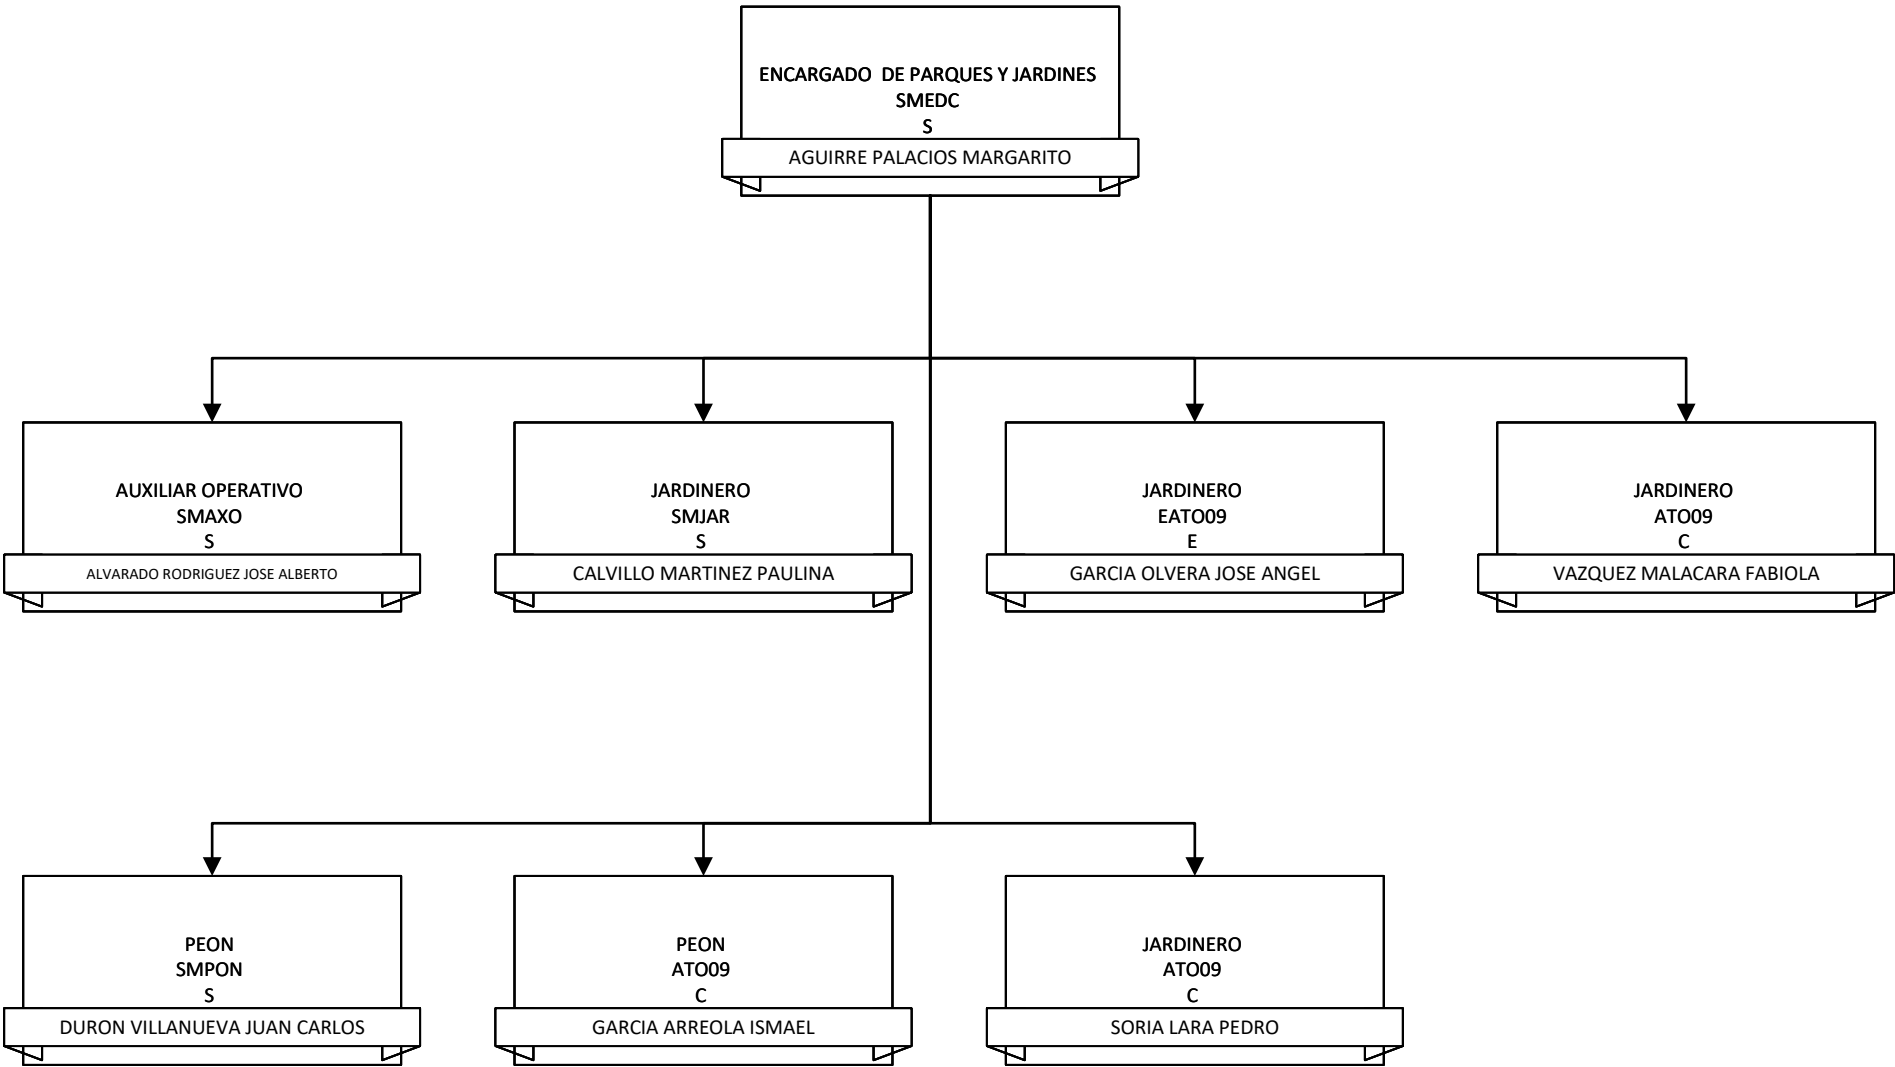 ENCARGADO  DE PARQUES Y JARDINES
SMEDC
S
AGUIRRE PALACIOS MARGARITO
AUXILIAR OPERATIVO
SMAXO
S
ALVARADO RODRIGUEZ JOSE ALBERTO
JARDINERO
SMJAR
S
CALVILLO MARTINEZ PAULINA
JARDINERO
EATO09
E
GARCIA OLVERA JOSE ANGEL
JARDINERO
ATO09
C
VAZQUEZ MALACARA FABIOLA
PEON
SMPON
S
DURON VILLANUEVA JUAN CARLOS
PEON
ATO09
C
GARCIA ARREOLA ISMAEL
JARDINERO
ATO09
C
SORIA LARA PEDRO